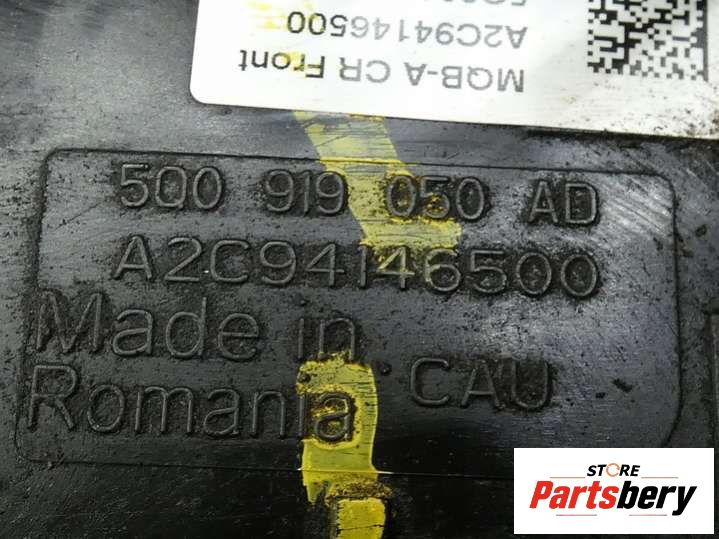 MQB-A CR Front
A2C94146500
5Q0 919 050 AD
A2C94146500
Made in
Romania CAU
STORE
Partsbery